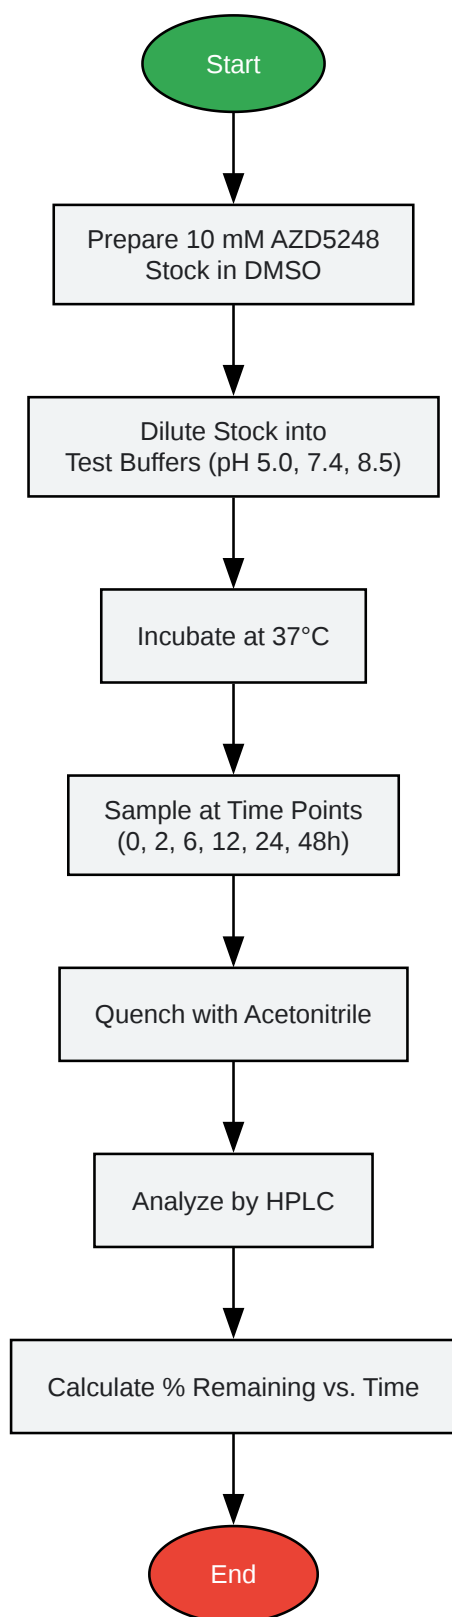 Start
Prepare 10 mM AZD5248
Stock in DMSO
Dilute Stock into
Test Buffers (pH 5.0, 7.4, 8.5)
Incubate at 37°C
Sample at Time Points
(0, 2, 6, 12, 24, 48h)
Quench with Acetonitrile
Analyze by HPLC
Calculate % Remaining vs. Time
End